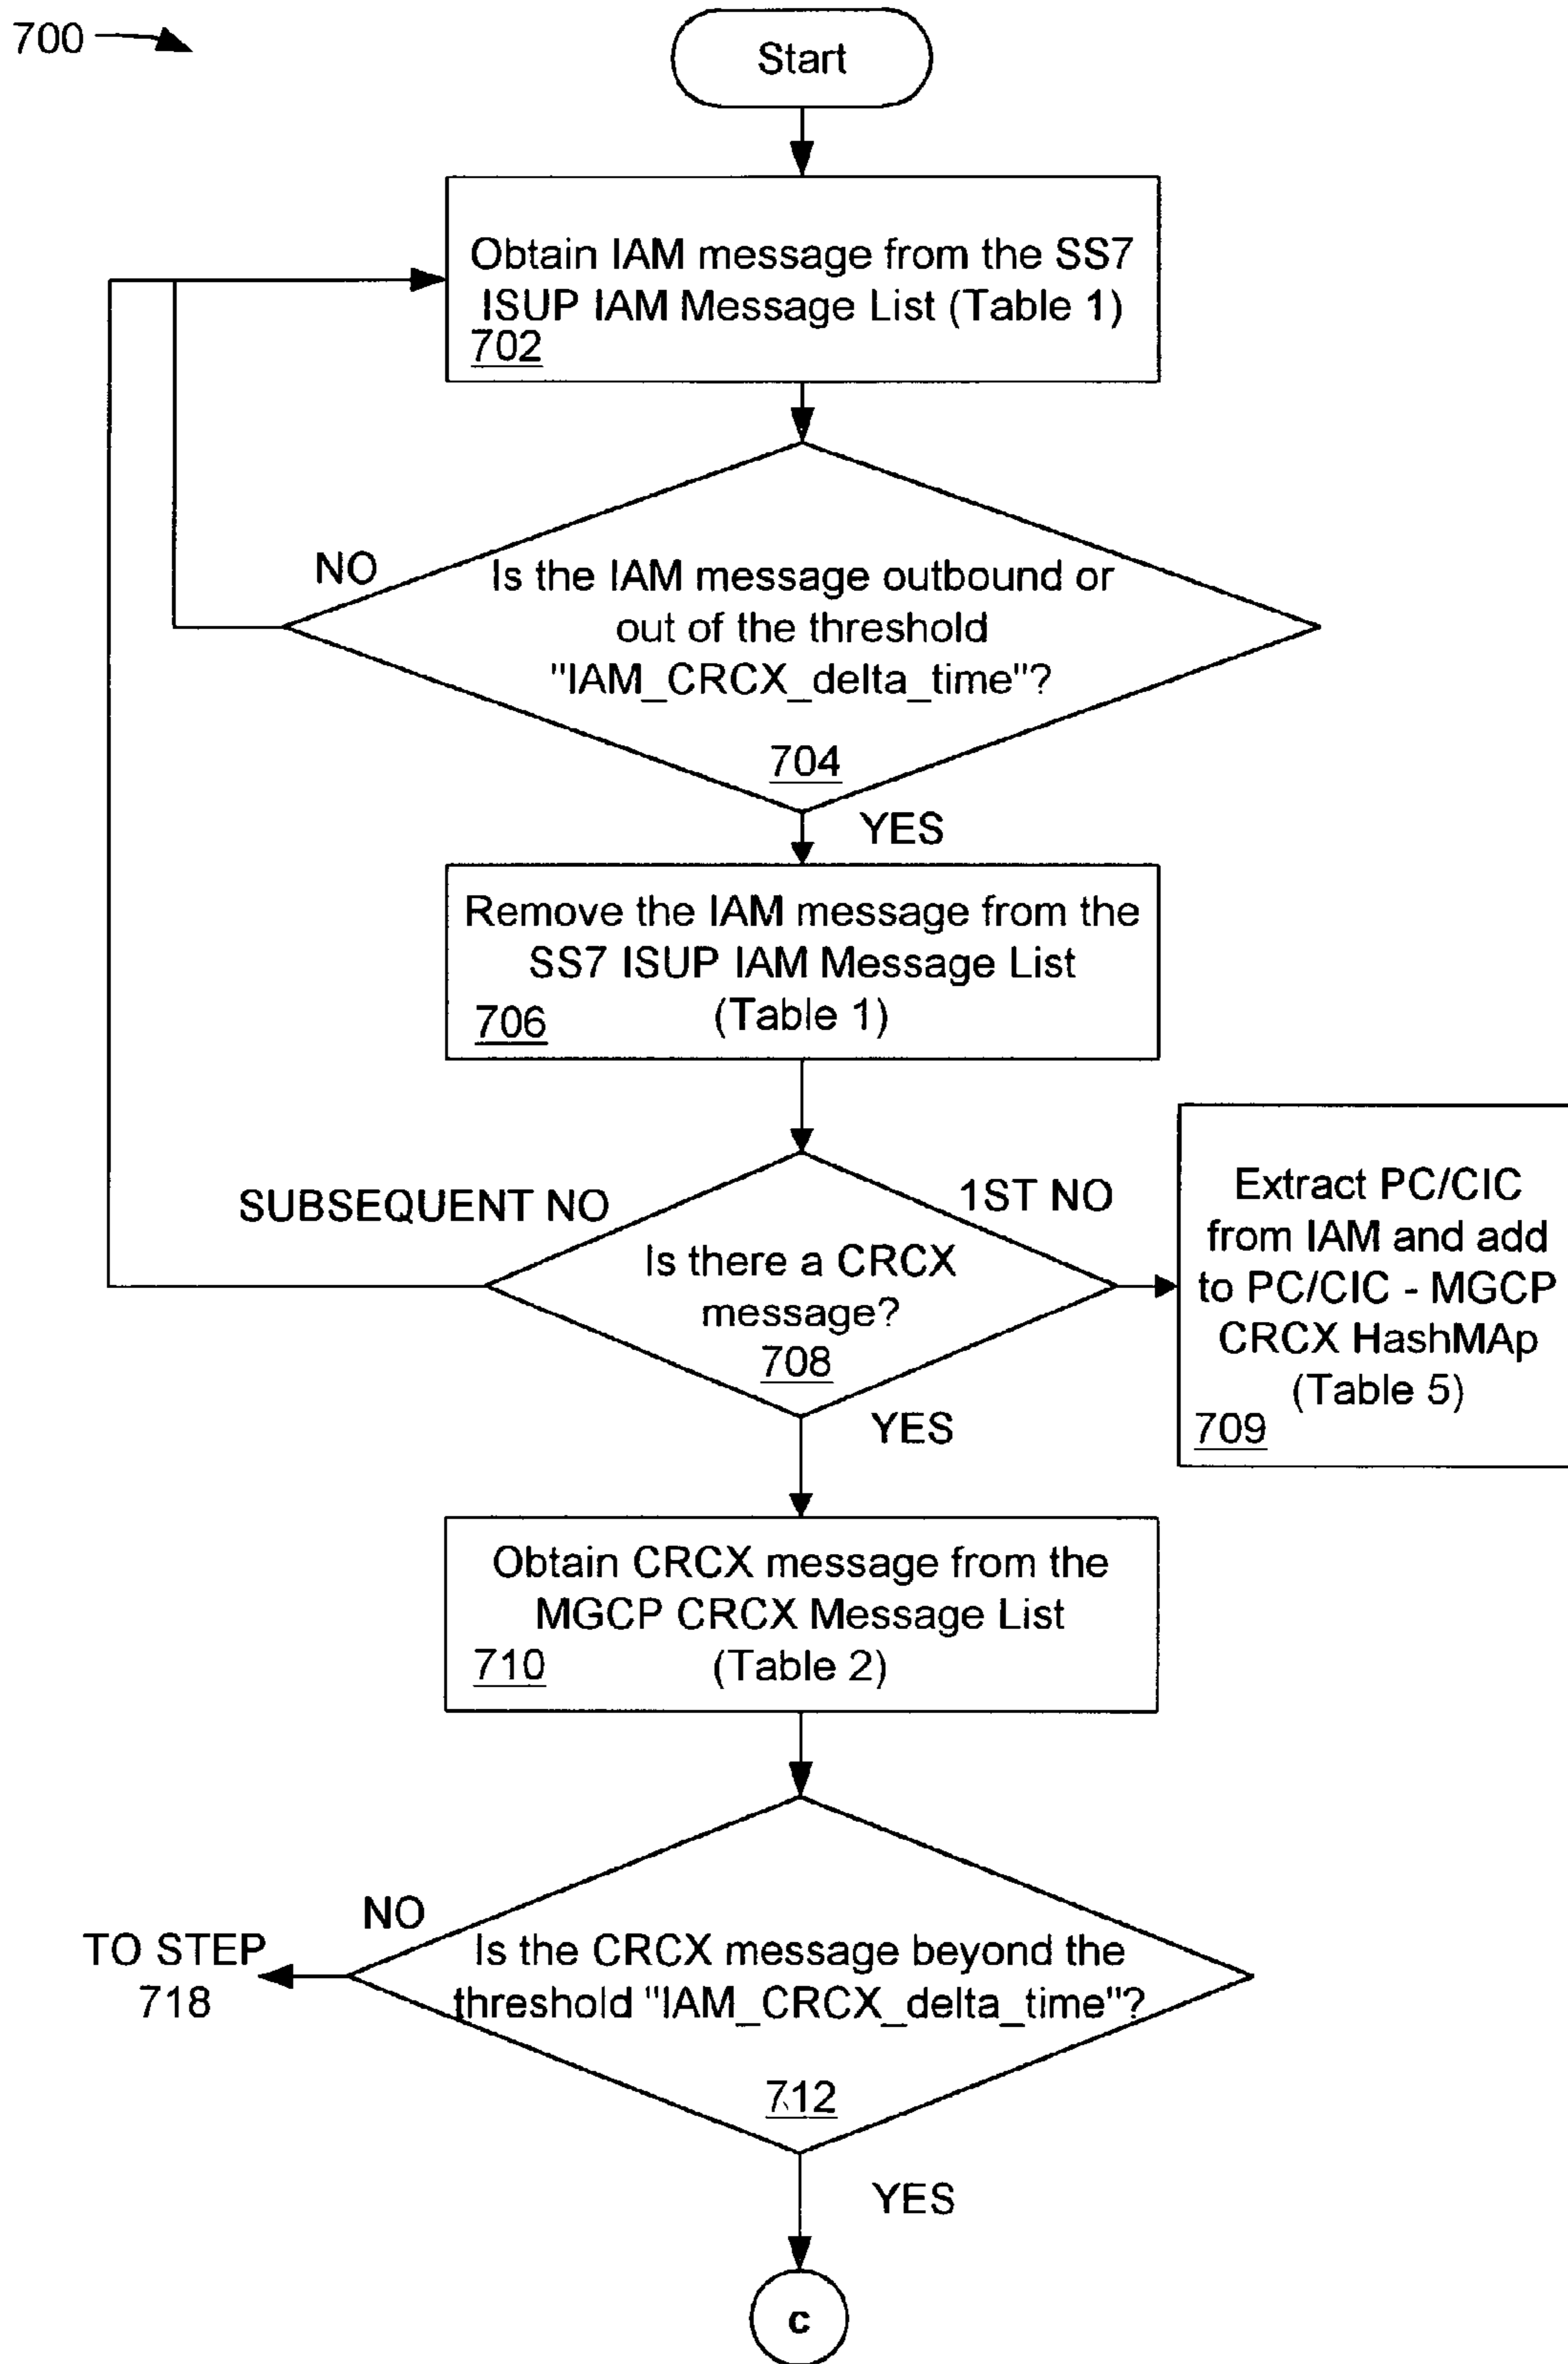 700
Start
Obtain IAM message from the SS7
ISUP IAM Message List (Table 1)
702
NO
Is the IAM message outbound or
out of the threshold
"IAM_CRCX_delta_time"?
704
YES
Remove the IAM message from the
SS7 ISUP IAM Message List
(Table 1)
706
SUBSEQUENT NO
1ST NO
Is there a CRCX
message?
708
YES
Extract PC/CIC
from IAM and add
to PC/CIC - MGCP
CRCX HashMAp
(Table 5)
709
Obtain CRCX message from the
MGCP CRCX Message List
(Table 2)
710
NO
TO STEP
718
Is the CRCX message beyond the
threshold "IAM_CRCX_delta_time"?
712
YES
c